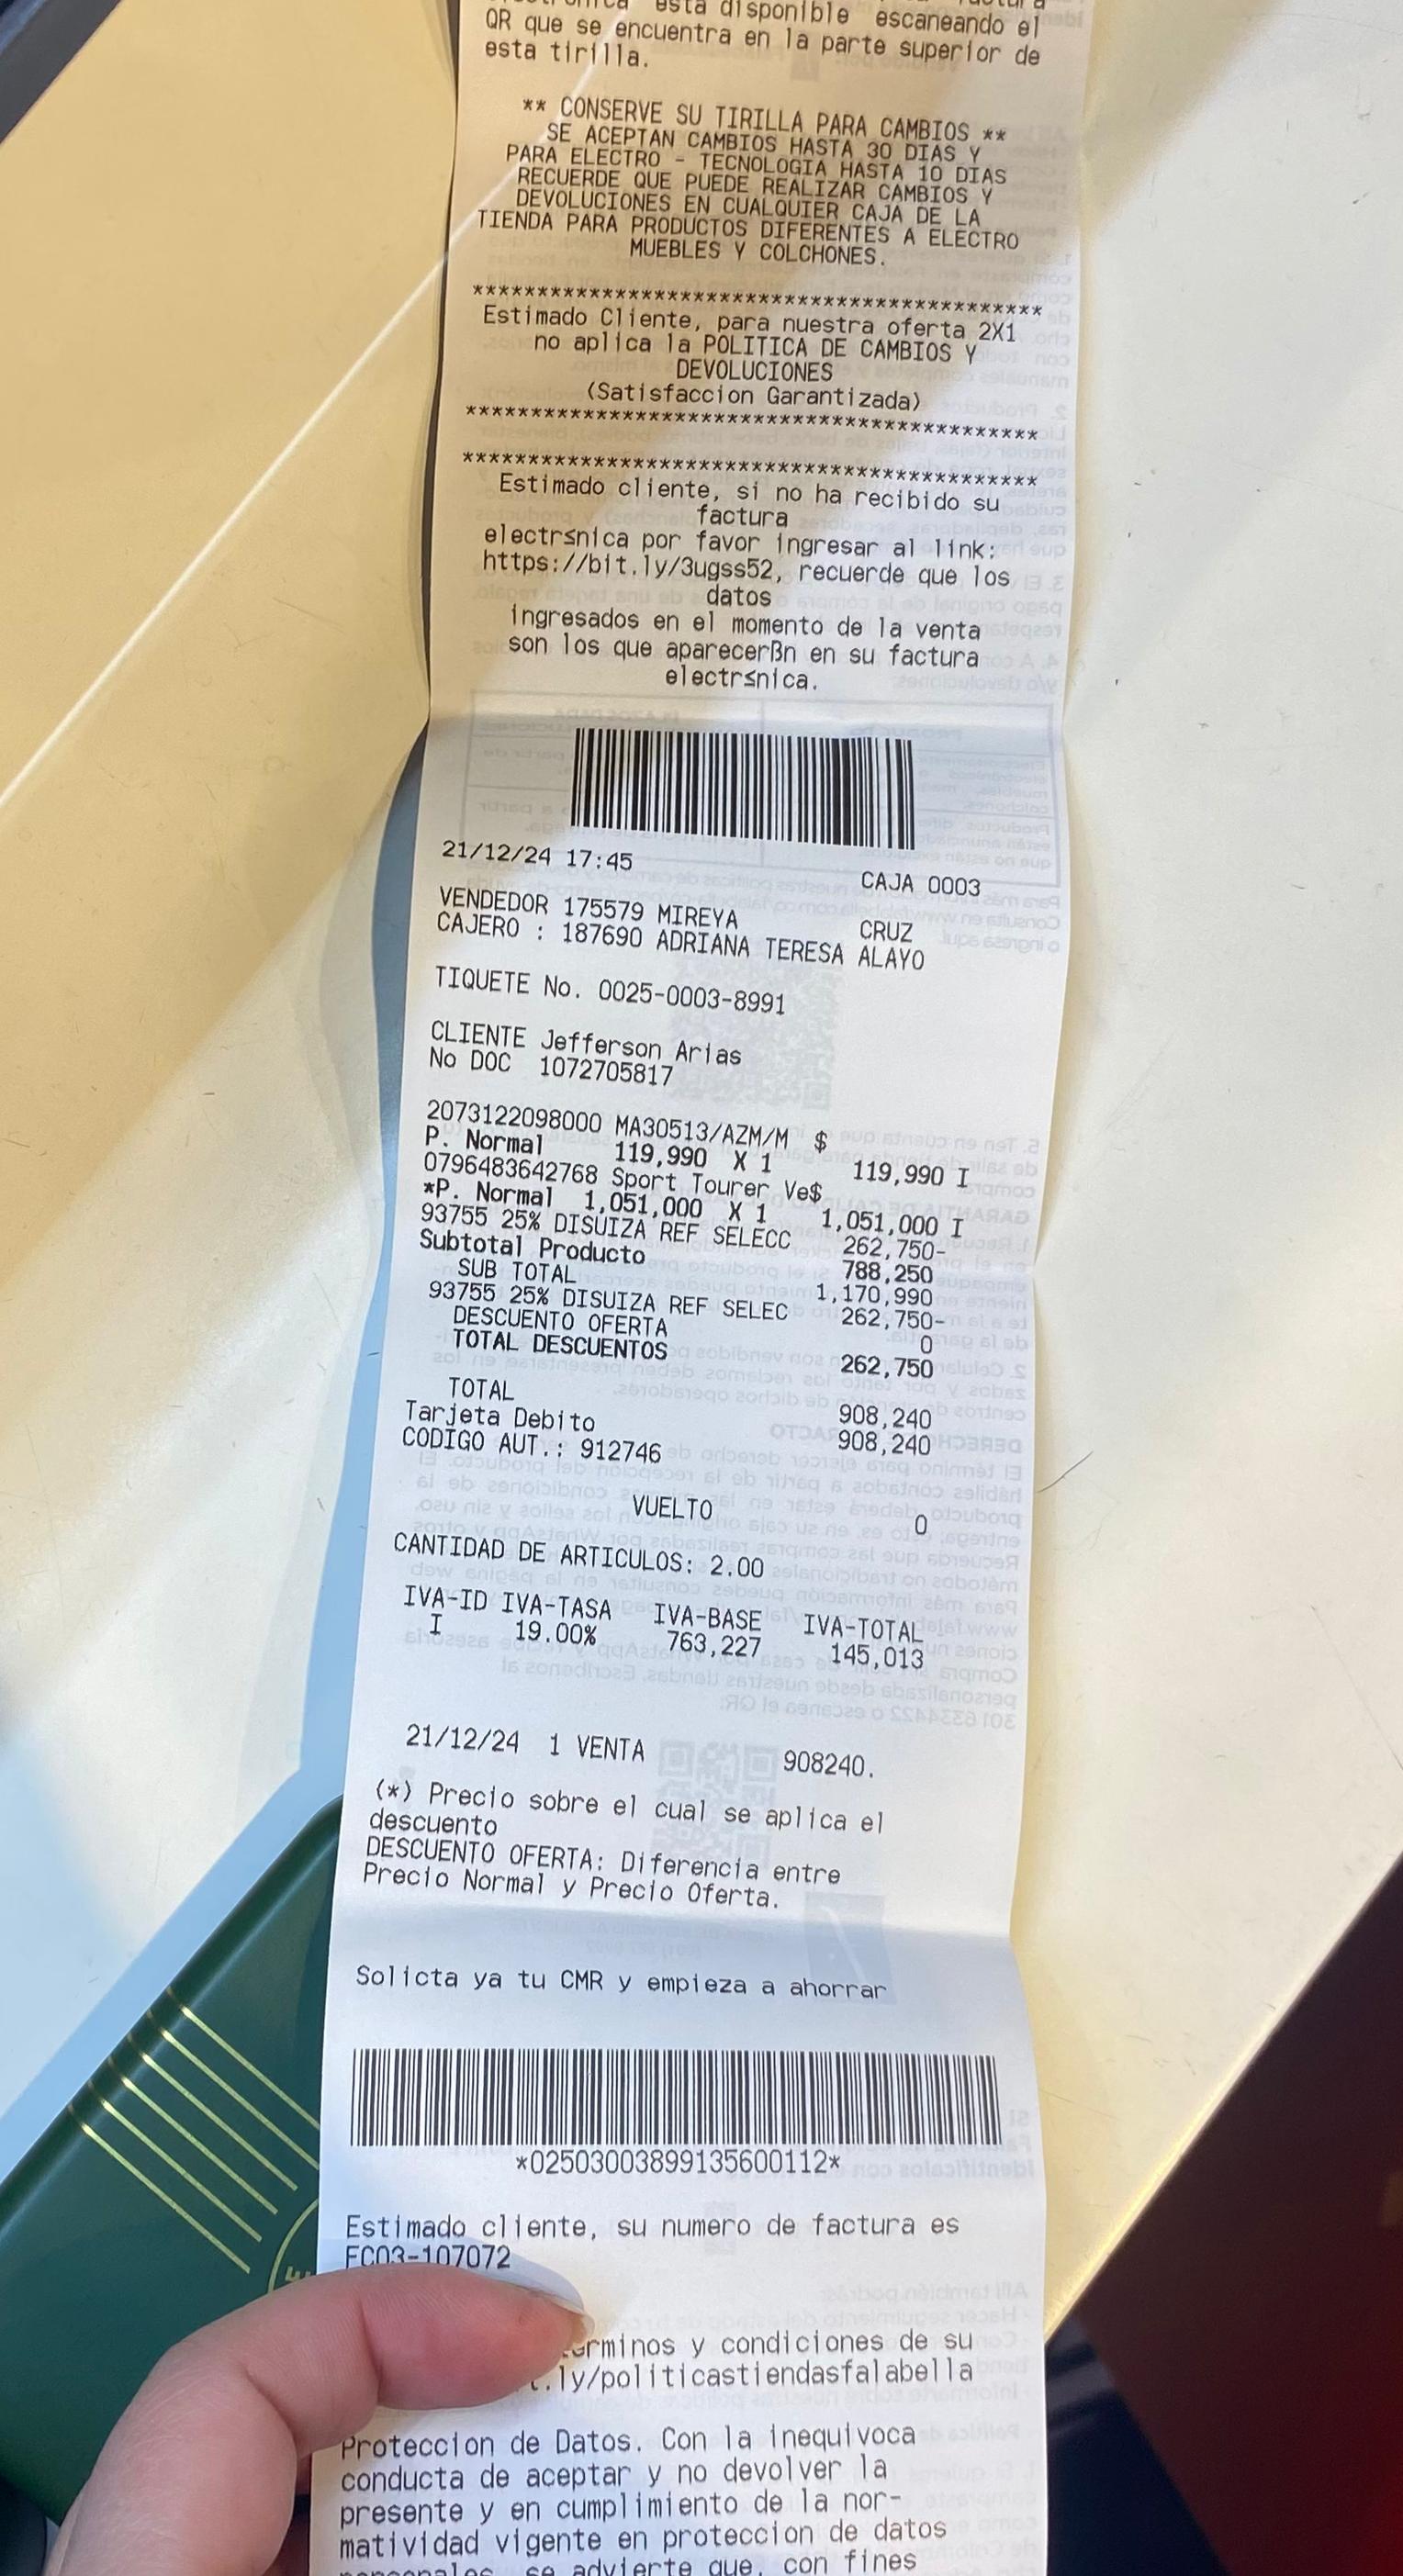 esta disponible escaneando el
QR que se encuentra en la parte superior de
esta tirilla.
** CONSERVE SU TIRILLA PARA CAMBIOS **
SE ACEPTAN CAMBIOS HASTA 30 DIAS Y
PARA ELECTRO - TECNOLOGIA HASTA 10 DIAS
RECUERDE QUE PUEDE REALIZAR CAMBIOS Y
DEVOLUCIONES EN CUALQUIER CAJA DE LA
TIENDA PARA PRODUCTOS DIFERENTES A ELECTRO
MUEBLES Y COLCHONES.
********************************************
Estimado Cliente, para nuestra oferta 2X1
no aplica la POLITICA DE CAMBIOS Y
DEVOLUCIONES
(Satisfaccion Garantizada)
********************************************
********************************************
Estimado cliente, si no ha recibido su
factura
electr≤nica por favor ingresar al link:
https://bit.ly/3ugss52, recuerde que los
datos
ingresados en el momento de la venta
son los que aparecerßn en su factura
electr≤nica.
21/12/24 17:45 CAJA 0003
VENDEDOR 175579 MIREYA CRUZ
CAJERO : 187690 ADRIANA TERESA ALAYO
TIQUETE No. 0025-0003-8991
CLIENTE Jefferson Arias
No DOC 1072705817
2073122098000 MA30513/AZM/M $
P. Normal 119,990 X 1 119,990 I
0796483642768 Sport Tourer Ve$
*P. Normal 1,051,000 X 1 1,051,000 I
93755 25% DISUIZA REF SELECC 262,750-
Subtotal Producto 788,250
SUB TOTAL 1,170,990
93755 25% DISUIZA REF SELEC 262,750-
DESCUENTO OFERTA 0
TOTAL DESCUENTOS 262,750
TOTAL 908,240
Tarjeta Debito 908,240
CODIGO AUT.: 912746
VUELTO 0
CANTIDAD DE ARTICULOS: 2.00
IVA-ID IVA-TASA IVA-BASE IVA-TOTAL
I 19.00% 763,227 145,013
21/12/24 1 VENTA 908240.
(*) Precio sobre el cual se aplica el
descuento
DESCUENTO OFERTA: Diferencia entre
Precio Normal y Precio Oferta.
Solicta ya tu CMR y empieza a ahorrar
*02503003899135600112*
Estimado cliente, su numero de factura es
FC03-107072
y condiciones de su
.ly/politicastiendasfalabella
Proteccion de Datos. Con la inequivoca
conducta de aceptar y no devolver la
presente y en cumplimiento de la nor-
matividad vigente en proteccion de datos
se advierte que, con fines